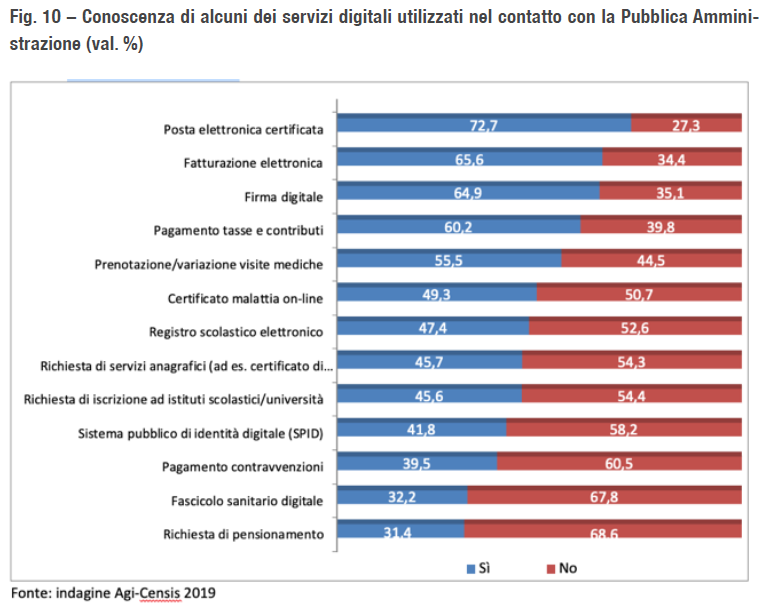 Fig. 10 – Conoscenza di alcuni dei servizi digitali utilizzati nel contatto con la Pubblica Ammini-
strazione (val. %)
Posta elettronica certificata 72,7 27,3
Fatturazione elettronica 65,6 34,4
Firma digitale 64,9 35,1
Pagamento tasse e contributi 60,2 39,8
Prenotazione/variazione visite mediche 55,5 44,5
Certificato malattia on-line 49,3 50,7
Registro scolastico elettronico 47,4 52,6
Richiesta di servizi anagrafici (ad es. certificato di... 45,7 54,3
Richiesta di iscrizione ad istituti scolastici/università 45,6 54,4
Sistema pubblico di identità digitale (SPID) 41,8 58,2
Pagamento contravvenzioni 39,5 60,5
Fascicolo sanitario digitale 32,2 67,8
Richiesta di pensionamento 31,4 68,6
Sì No
Fonte: indagine Agi-Censis 2019